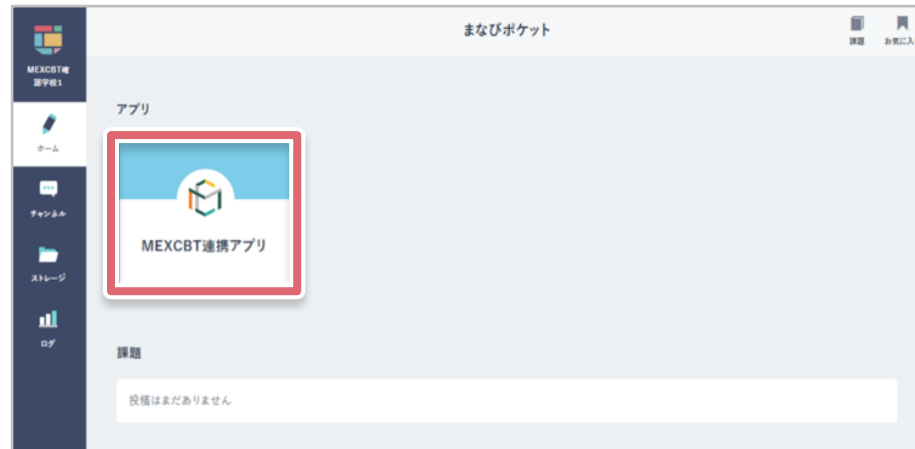 まなびポケット
課題
お気に入
MEXCBT確
認学校1
ホーム
チャンネル
ストレージ
ログ
アプリ
MEXCBT連携アプリ
課題
投稿はまだありません